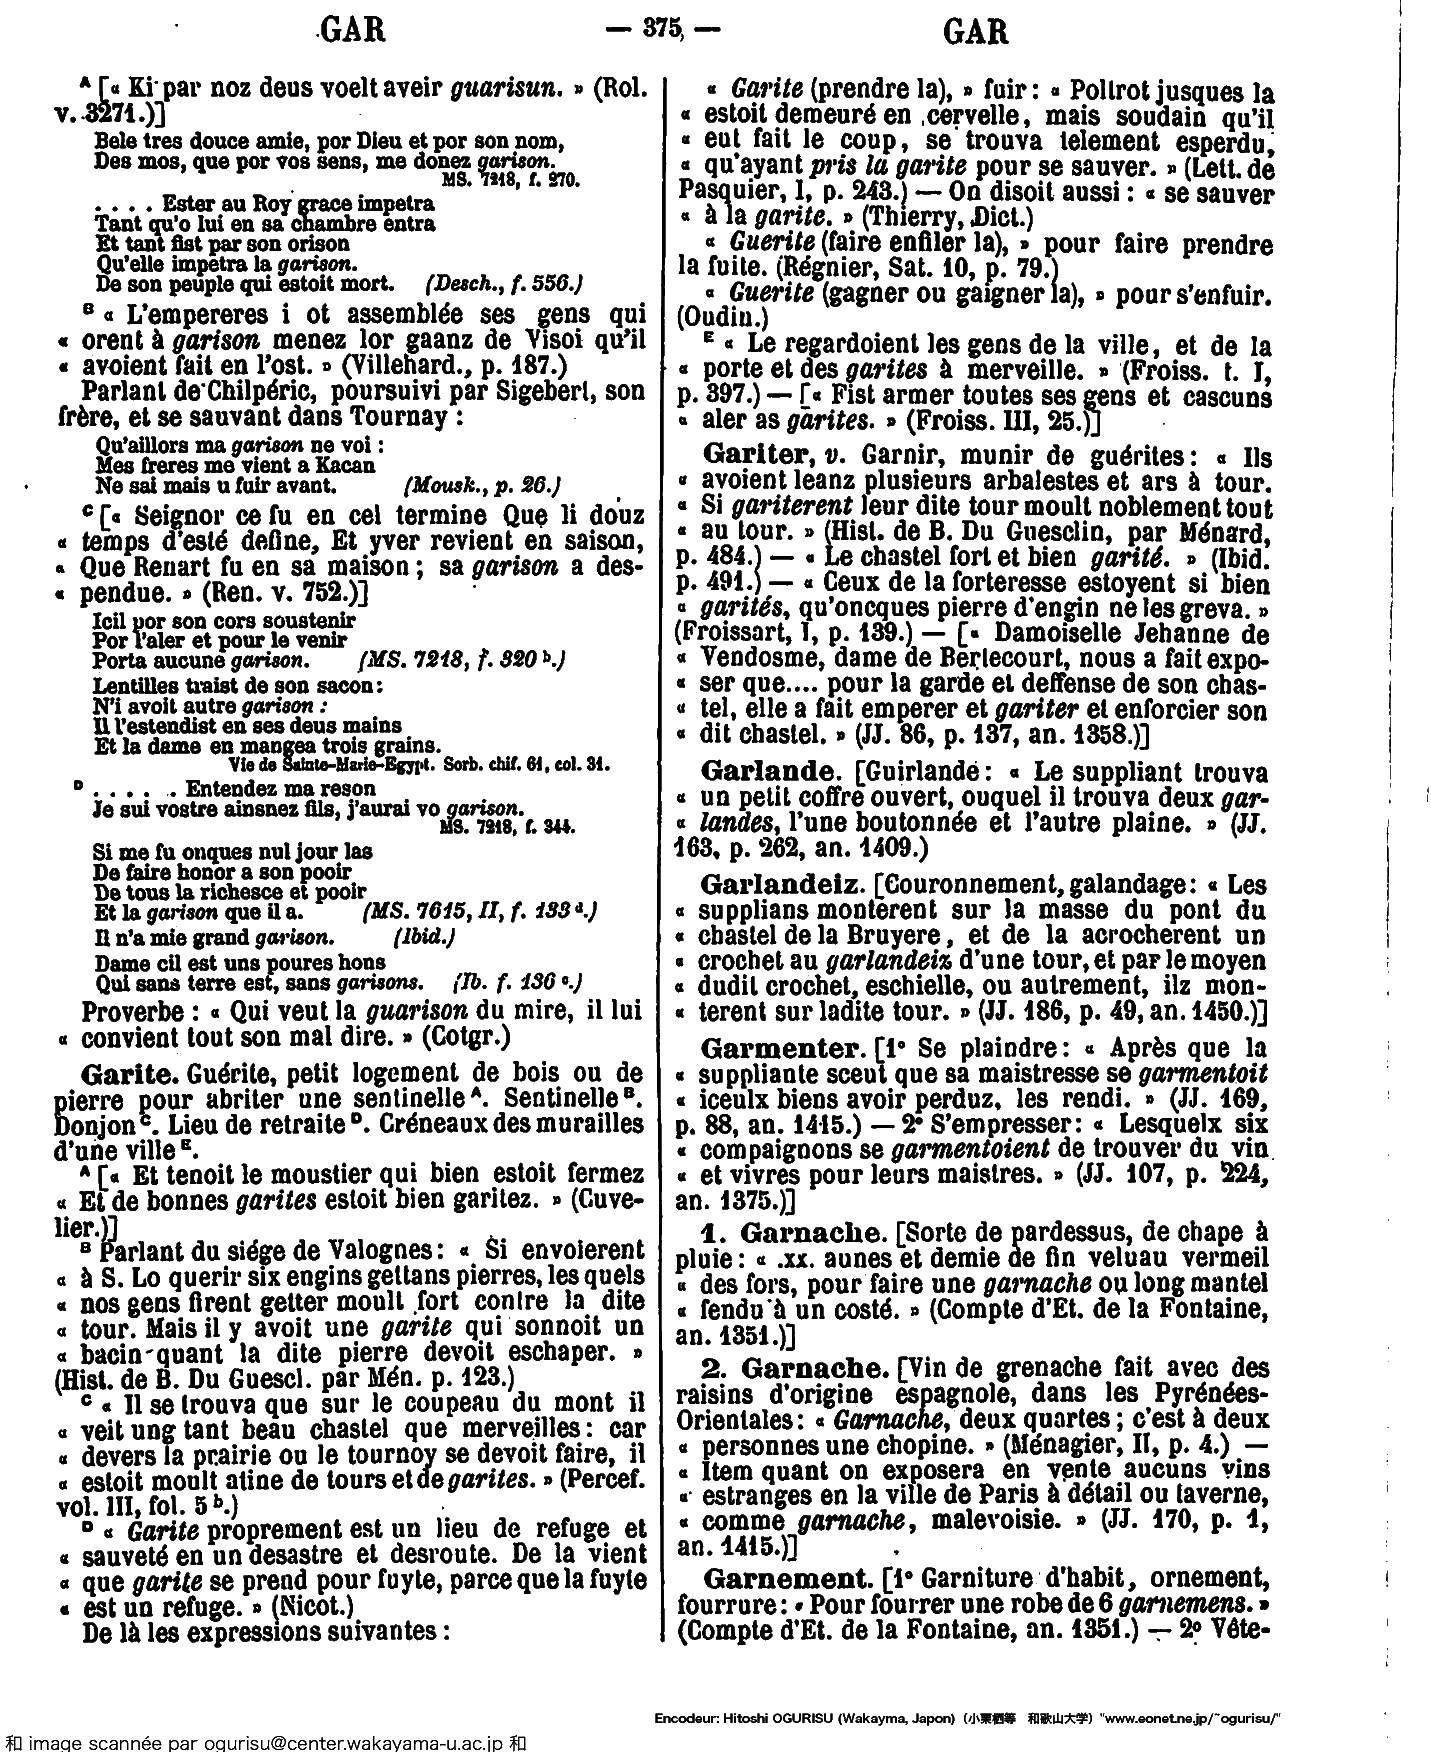 GAR — 375 — GAR
A [« Ki par noz deus voelt aveir guarisun. » (Rol.
v. 3271.)]
Bele tres douce amie, por Dieu et por son nom,
Des mos, que por vos sens, me donez garison.
MS. 7218, f. 270.
. . . . Ester au Roy grace impetra
Tant qu'o lui en sa chambre entra
Et tant fist par son orison
Qu'elle impetra la garison.
De son peuple qui estoit mort. (Desch., f. 556.)
B « L'empereres i ot assemblée ses gens qui
« orent à garison menez lor gaanz de Visoi qu'il
« avoient fait en l'ost. » (Villehard., p. 187.)
Parlant de Chilpéric, poursuivi par Sigebert, son
frère, et se sauvant dans Tournay :
Qu'aillors ma garison ne voi :
Mes freres me vient a Kacan
Ne sai mais u fuir avant. (Mousk., p. 26.)
C [« Seignor ce fu en cel termine Que li douz
« temps d'esté define, Et yver revient en saison,
« Que Renart fu en sa maison ; sa garison a des-
« pendue. » (Ren. v. 752.)]
Icil por son cors soustenir
Por l'aler et pour le venir
Porta aucune garison. (MS. 7218, f. 320 b.)
Lentilles traist de son sacon :
N'i avoit autre garison :
Il l'estendist en ses deus mains
Et la dame en mangea trois grains.
Vie de Sainte-Marie-Egypt. Sorb. chif. 61, col. 31.
D . . . . . Entendez ma reson
Je sui vostre ainsnez fils, j'aurai vo garison.
MS. 7218, f. 344.
Si me fu onques nul jour las
De faire honor a son pooir
De tous la richesce et pooir
Et la garison que il a. (MS. 7615, II, f. 133 d.)
Il n'a mie grand garison. (Ibid.)
Dame cil est uns poures hons
Qui sans terre est, sans garisons. (Ib. f. 136 c.)
Proverbe : « Qui veut la guarison du mire, il lui
« convient tout son mal dire. » (Cotgr.)
Garite. Guérite, petit logement de bois ou de
pierre pour abriter une sentinelle A. Sentinelle B.
Donjon C. Lieu de retraite D. Créneaux des murailles
d'une ville E.
A [« Et tenoit le moustier qui bien estoit fermez
« Et de bonnes garites estoit bien garitez. » (Cuve-
lier.)]
B Parlant du siége de Valognes : « Si envoierent
« à S. Lo querir six engins gettans pierres, les quels
« nos gens firent getter moult fort contre la dite
« tour. Mais il y avoit une garite qui sonnoit un
« bacin quant la dite pierre devoit eschaper. »
(Hist. de B. Du Guescl. par Mén. p. 123.)
C « Il se trouva que sur le coupeau du mont il
« veit ung tant beau chastel que merveilles : car
« devers la prairie ou le tournoy se devoit faire, il
« estoit moult atine de tours et de garites. » (Percef.
vol. III, fol. 5 b.)
D « Garite proprement est un lieu de refuge et
« sauveté en un desastre et desroute. De la vient
« que garite se prend pour fuyte, parce que la fuyte
« est un refuge. » (Nicot.)
De là les expressions suivantes :
« Garite (prendre la), » fuir : « Poltrot jusques la
« estoit demeuré en cervelle, mais soudain qu'il
« eut fait le coup, se trouva telement esperdu,
« qu'ayant pris la garite pour se sauver. » (Lett. de
Pasquier, I, p. 243.) — On disoit aussi : « se sauver
« à la garite. » (Thierry, Dict.)
« Guerite (faire enfiler la), » pour faire prendre
la fuite. (Régnier, Sat. 10, p. 79.)
« Guerite (gagner ou gaigner la), » pour s'enfuir.
(Oudin.)
E « Le regardoient les gens de la ville, et de la
« porte et des garites à merveille. » (Froiss. t. I,
p. 397.) — [« Fist armer toutes ses gens et cascuns
« aler as garites. » (Froiss. III, 25.)]
Gariter, v. Garnir, munir de guérites : « Ils
« avoient leanz plusieurs arbalestes et ars à tour.
« Si gariterent leur dite tour moult noblement tout
« au tour. » (Hist. de B. Du Guesclin, par Ménard,
p. 484.) — « Le chastel fort et bien garité. » (Ibid.
p. 491.) — « Ceux de la forteresse estoyent si bien
« garités, qu'oncques pierre d'engin ne les greva. »
(Froissart, I, p. 139.) — [« Damoiselle Jehanne de
« Vendosme, dame de Berlecourt, nous a fait expo-
« ser que.... pour la garde et deffense de son chas-
« tel, elle a fait emperer et gariter et enforcier son
« dit chastel. » (JJ. 86, p. 137, an. 1358.)]
Garlande. [Guirlande : « Le suppliant trouva
« un petit coffre ouvert, ouquel il trouva deux gar-
« landes, l'une boutonnée et l'autre plaine. » (JJ.
163, p. 262, an. 1409.)
Garlandeiz. [Couronnement, galandage : « Les
« supplians monterent sur la masse du pont du
« chastel de la Bruyere, et de la acrocherent un
« crochet au garlandeiz d'une tour, et par le moyen
« dudit crochet, eschielle, ou autrement, ilz mon-
« terent sur ladite tour. » (JJ. 186, p. 49, an. 1450.)]
Garmenter. [1° Se plaindre : « Après que la
« suppliante sceut que sa maistresse se garmentoit
« iceulx biens avoir perduz, les rendi. » (JJ. 169,
p. 88, an. 1415.) — 2° S'empresser : « Lesquelx six
« compaignons se garmentoient de trouver du vin
« et vivres pour leurs maistres. » (JJ. 107, p. 224,
an. 1375.)]
1. Garnache. [Sorte de pardessus, de chape à
pluie : « .xx. aunes et demie de fin veluau vermeil
« des fors, pour faire une garnache ou long mantel
« fendu à un costé. » (Compte d'Et. de la Fontaine,
an. 1351.)]
2. Garnache. [Vin de grenache fait avec des
raisins d'origine espagnole, dans les Pyrénées-
Orientales : « Garnache, deux quartes ; c'est à deux
« personnes une chopine. » (Ménagier, II, p. 4.) —
« Item quant on exposera en vente aucuns vins
« estranges en la ville de Paris à détail ou taverne,
« comme garnache, malevoisie. » (JJ. 170, p. 1,
an. 1415.)]
Garnement. [1° Garniture d'habit, ornement,
fourrure : « Pour fourrer une robe de 6 garnemens. »
(Compte d'Et. de la Fontaine, an. 1351.) — 2° Vête-
Encodeur: Hitoshi OGURISU (Wakayma, Japon) (小栗栖等 和歌山大学) "www.eonet.ne.jp/~ogurisu/"
和 image scannée par ogurisu@center.wakayama-u.ac.jp 和